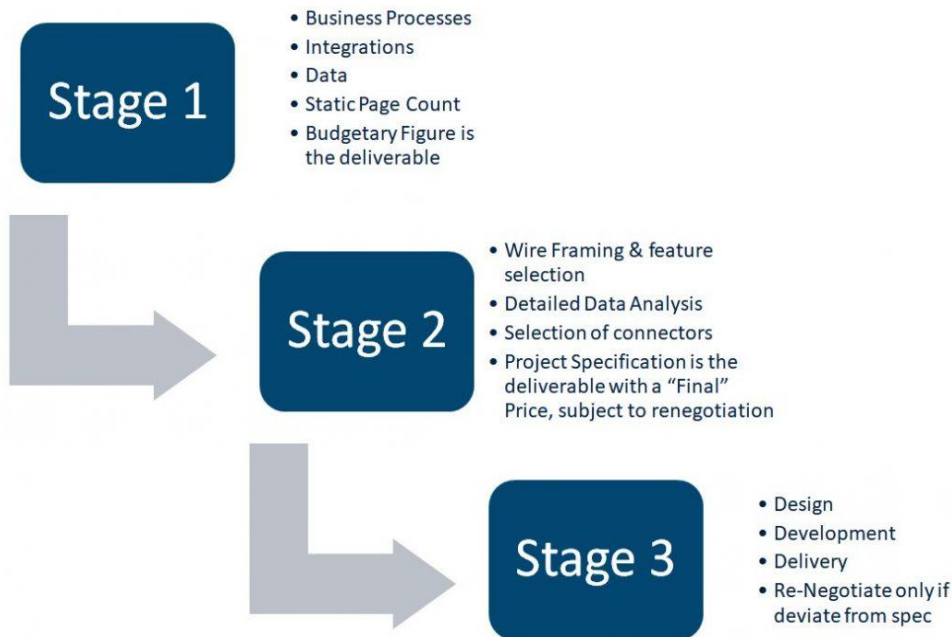 Stage 1
• Business Processes
• Integrations
• Data
• Static Page Count
• Budgetary Figure is
the deliverable
Stage 2
• Wire Framing & feature
selection
• Detailed Data Analysis
• Selection of connectors
• Project Specification is the
deliverable with a “Final”
Price, subject to renegotiation
Stage 3
• Design
• Development
• Delivery
• Re-Negotiate only if
deviate from spec